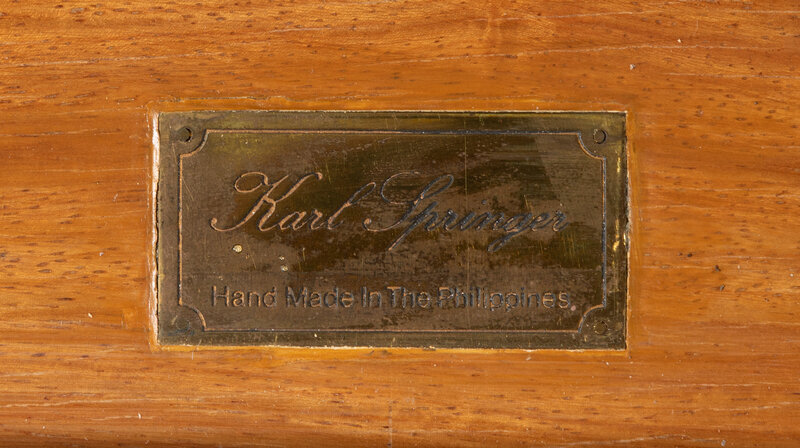 Karl Springer
Hand Made In The Philippines.